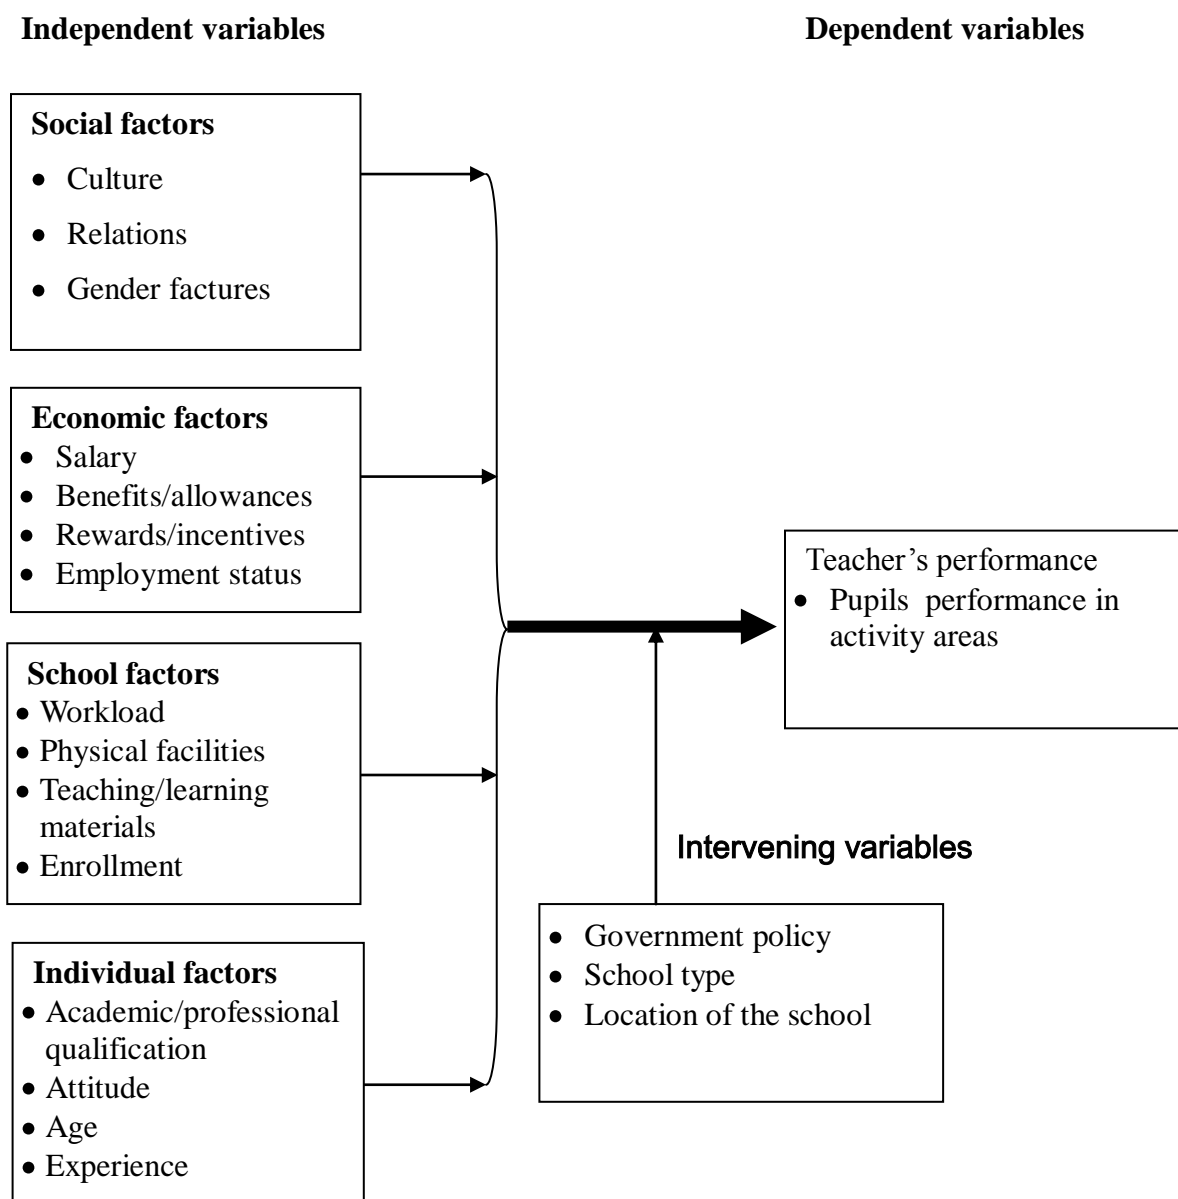 Independent variables
Dependent variables
Social factors
• Culture
• Relations
• Gender factures
Economic factors
• Salary
• Benefits/allowances
• Rewards/incentives
• Employment status
School factors
• Workload
• Physical facilities
• Teaching/learning
materials
• Enrollment
Individual factors
• Academic/professional
qualification
• Attitude
• Age
• Experience
Teacher’s performance
• Pupils  performance in
activity areas
Intervening variables
• Government policy
• School type
• Location of the school